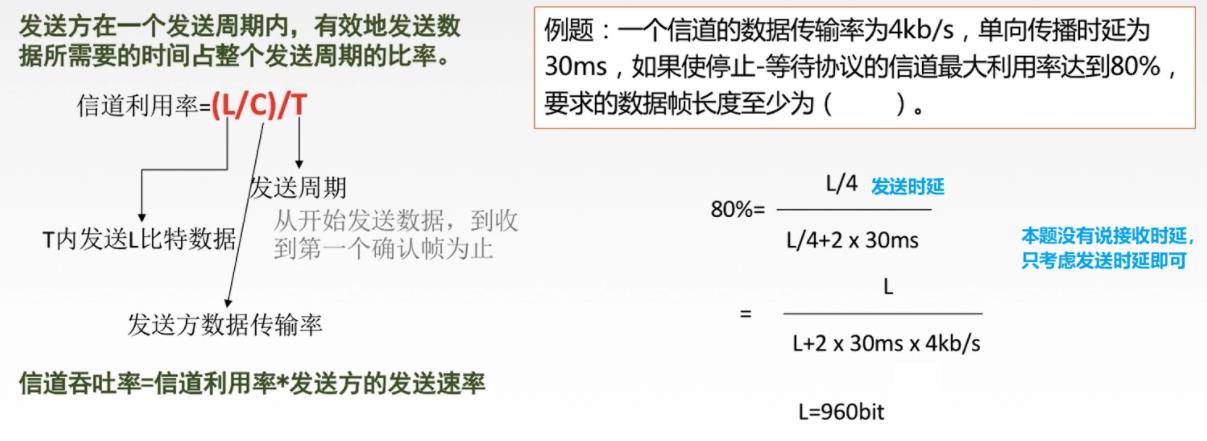 发送方在一个发送周期内，有效地发送数
据所需要的时间占整个发送周期的比率。
信道利用率=(L/C)/T
发送周期
从开始发送数据，到收
到第一个确认帧为止
T内发送L比特数据
发送方数据传输率
信道吞吐率=信道利用率*发送方的发送速率
例题：一个信道的数据传输率为4kb/s，单向传播时延为
30ms，如果使停止-等待协议的信道最大利用率达到80%，
要求的数据帧长度至少为（ ）。
L/4 发送时延
80%=
L/4+2 x 30ms
本题没有说接收时延，
只考虑发送时延即可
L
=
L+2 x 30ms x 4kb/s
L=960bit